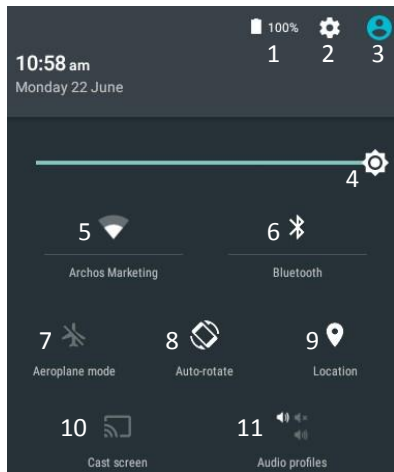 100%
1 2 3
10:58 am
Monday 22 June
4
5 6
Archos Marketing Bluetooth
7 8 9
Aeroplane mode Auto-rotate Location
10 11
Cast screen Audio profiles